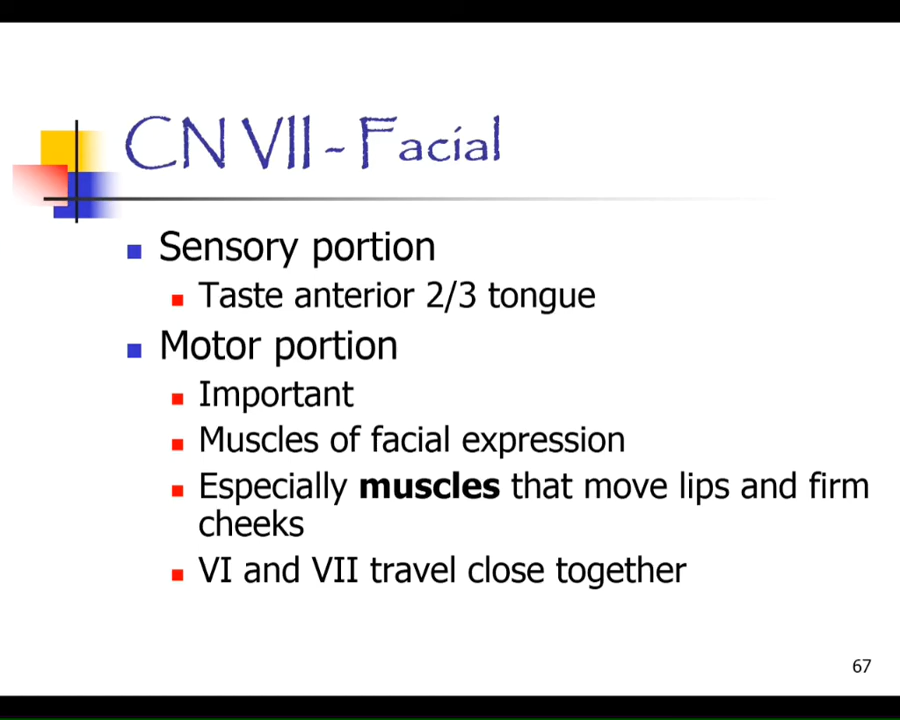 CN VII - Facial
Sensory portion
Taste anterior 2/3 tongue
Motor portion
Important
Muscles of facial expression
Especially muscles that move lips and firm
cheeks
VI and VII travel close together
67